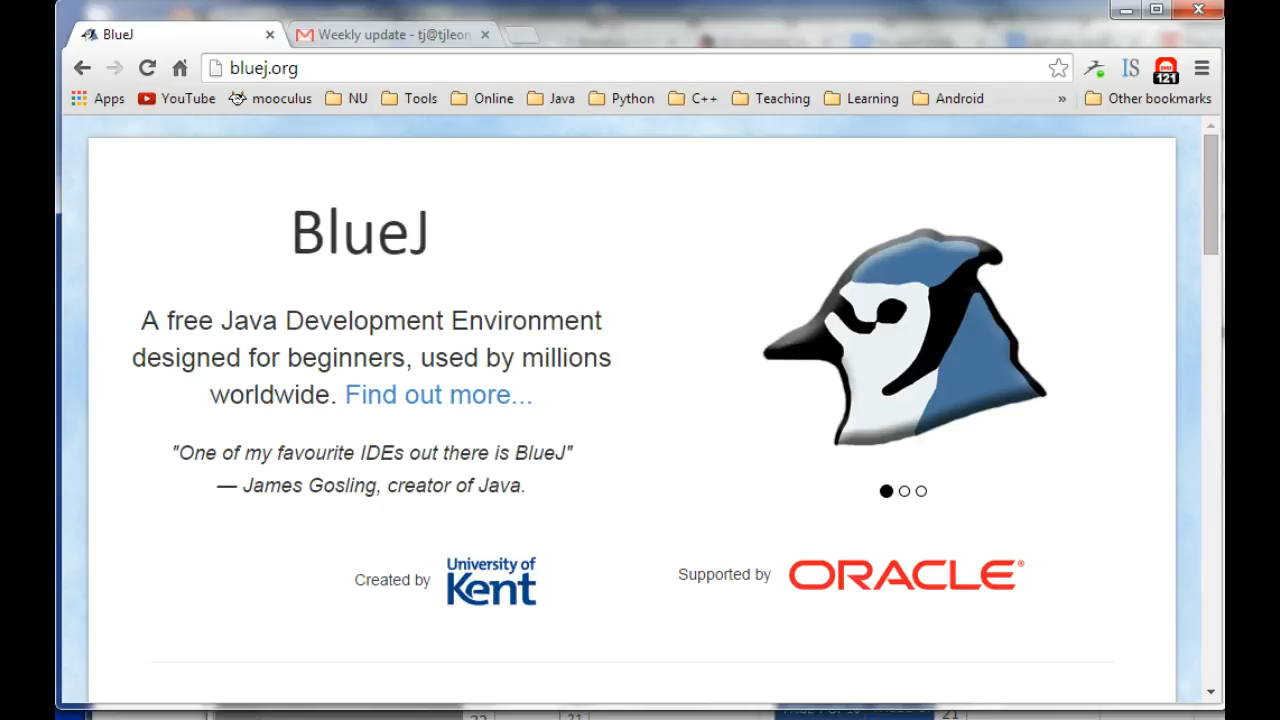 BlueJ
Weekly update - tj@tjleon
bluej.org
IS
121
Apps YouTube mooculus NU Tools Online Java Python C++ Teaching Learning Android » Other bookmarks
BlueJ
A free Java Development Environment
designed for beginners, used by millions
worldwide. Find out more...
"One of my favourite IDEs out there is BlueJ"
— James Gosling, creator of Java.
Created by
University of
Kent
Supported by
ORACLE®
21